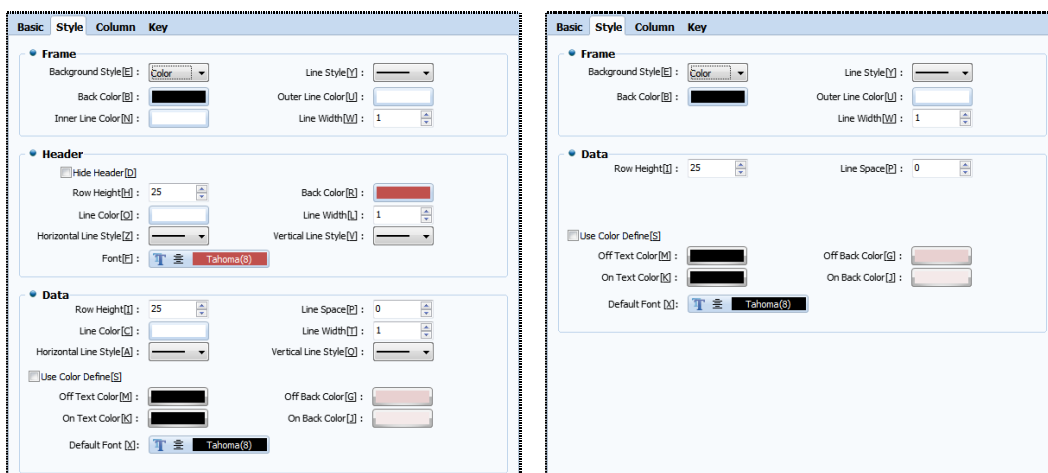 Basic Style Column Key
Frame
Background Style[E] : Color Line Style[Y] :
Back Color[B] : Outer Line Color[U] :
Inner Line Color[N] : Line Width[W] : 1
Header
Hide Header[D]
Row Height[H] : 25 Back Color[R] :
Line Color[O] : Line Width[L] : 1
Horizontal Line Style[Z] : Vertical Line Style[V] :
Font[F] : T 호 Tahoma(8)
Data
Row Height[I] : 25 Line Space[P] : 0
Line Color[C] : Line Width[T] : 1
Horizontal Line Style[A] : Vertical Line Style[Q] :
Use Color Define[S]
Off Text Color[M] : Off Back Color[G] :
On Text Color[K] : On Back Color[J] :
Default Font [X]: T 호 Tahoma(8)
Basic Style Column Key
Frame
Background Style[E] : Color Line Style[Y] :
Back Color[B] : Outer Line Color[U] :
Line Width[W] : 1
Data
Row Height[I] : 25 Line Space[P] : 0
Use Color Define[S]
Off Text Color[M] : Off Back Color[G] :
On Text Color[K] : On Back Color[J] :
Default Font [X]: T 호 Tahoma(8)